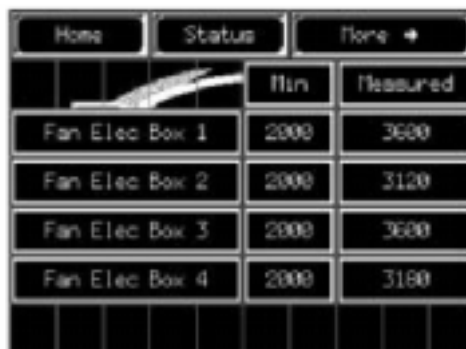 Home Status More →
Min Measured
Fan Elec Box 1 2000 3600
Fan Elec Box 2 2000 3120
Fan Elec Box 3 2000 3600
Fan Elec Box 4 2000 3180